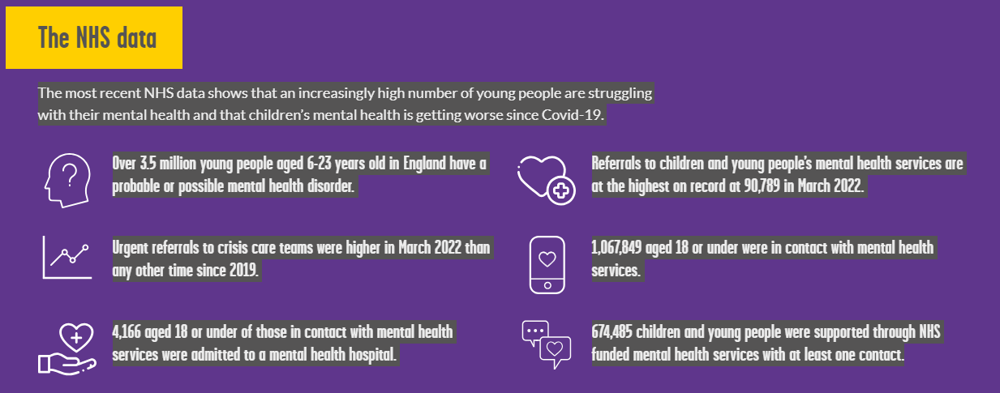 The NHS data
The most recent NHS data shows that an increasingly high number of young people are struggling
with their mental health and that children’s mental health is getting worse since Covid-19.
Over 3.5 million young people aged 6-23 years old in England have a
probable or possible mental health disorder.
Referrals to children and young people’s mental health services are
at the highest on record at 90,789 in March 2022.
Urgent referrals to crisis care teams were higher in March 2022 than
any other time since 2019.
1,067,849 aged 18 or under were in contact with mental health
services.
4,166 aged 18 or under of those in contact with mental health
services were admitted to a mental health hospital.
674,485 children and young people were supported through NHS
funded mental health services with at least one contact.